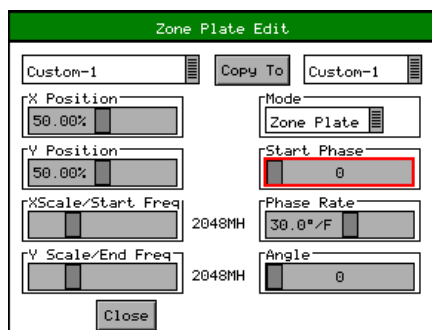 Zone Plate Edit
Custom-1 Copy To Custom-1
X Position Mode
50.00% Zone Plate
Y Position Start Phase
50.00% 0
XScale/Start Freq Phase Rate
2048MH 30.0°/F
Y Scale/End Freq Angle
2048MH 0
Close